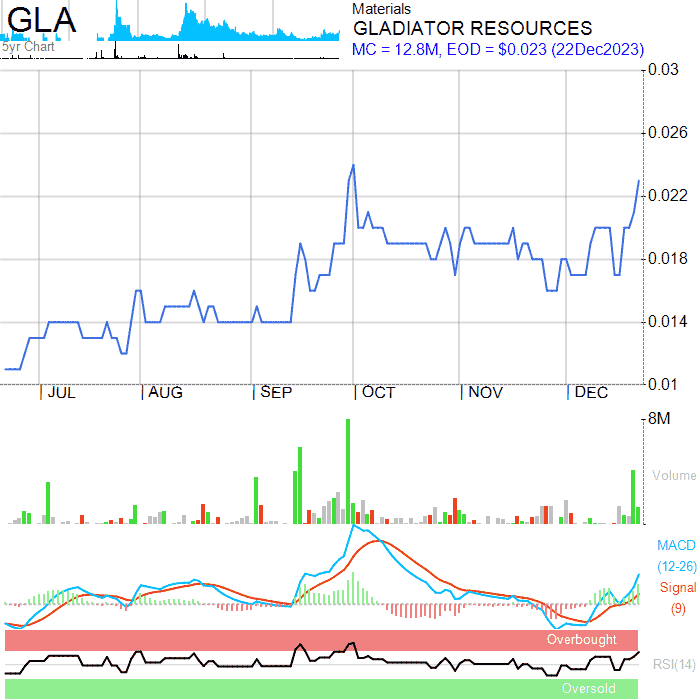 GLA
5yr Chart
Materials
GLADIATOR RESOURCES
MC = 12.8M, EOD = $0.023 (22Dec2023)
0.03
0.026
0.022
0.018
0.014
0.01
JUL AUG SEP OCT NOV DEC
8M
Volume
MACD
(12-26)
Signal
(9)
Overbought
RSI(14)
Oversold